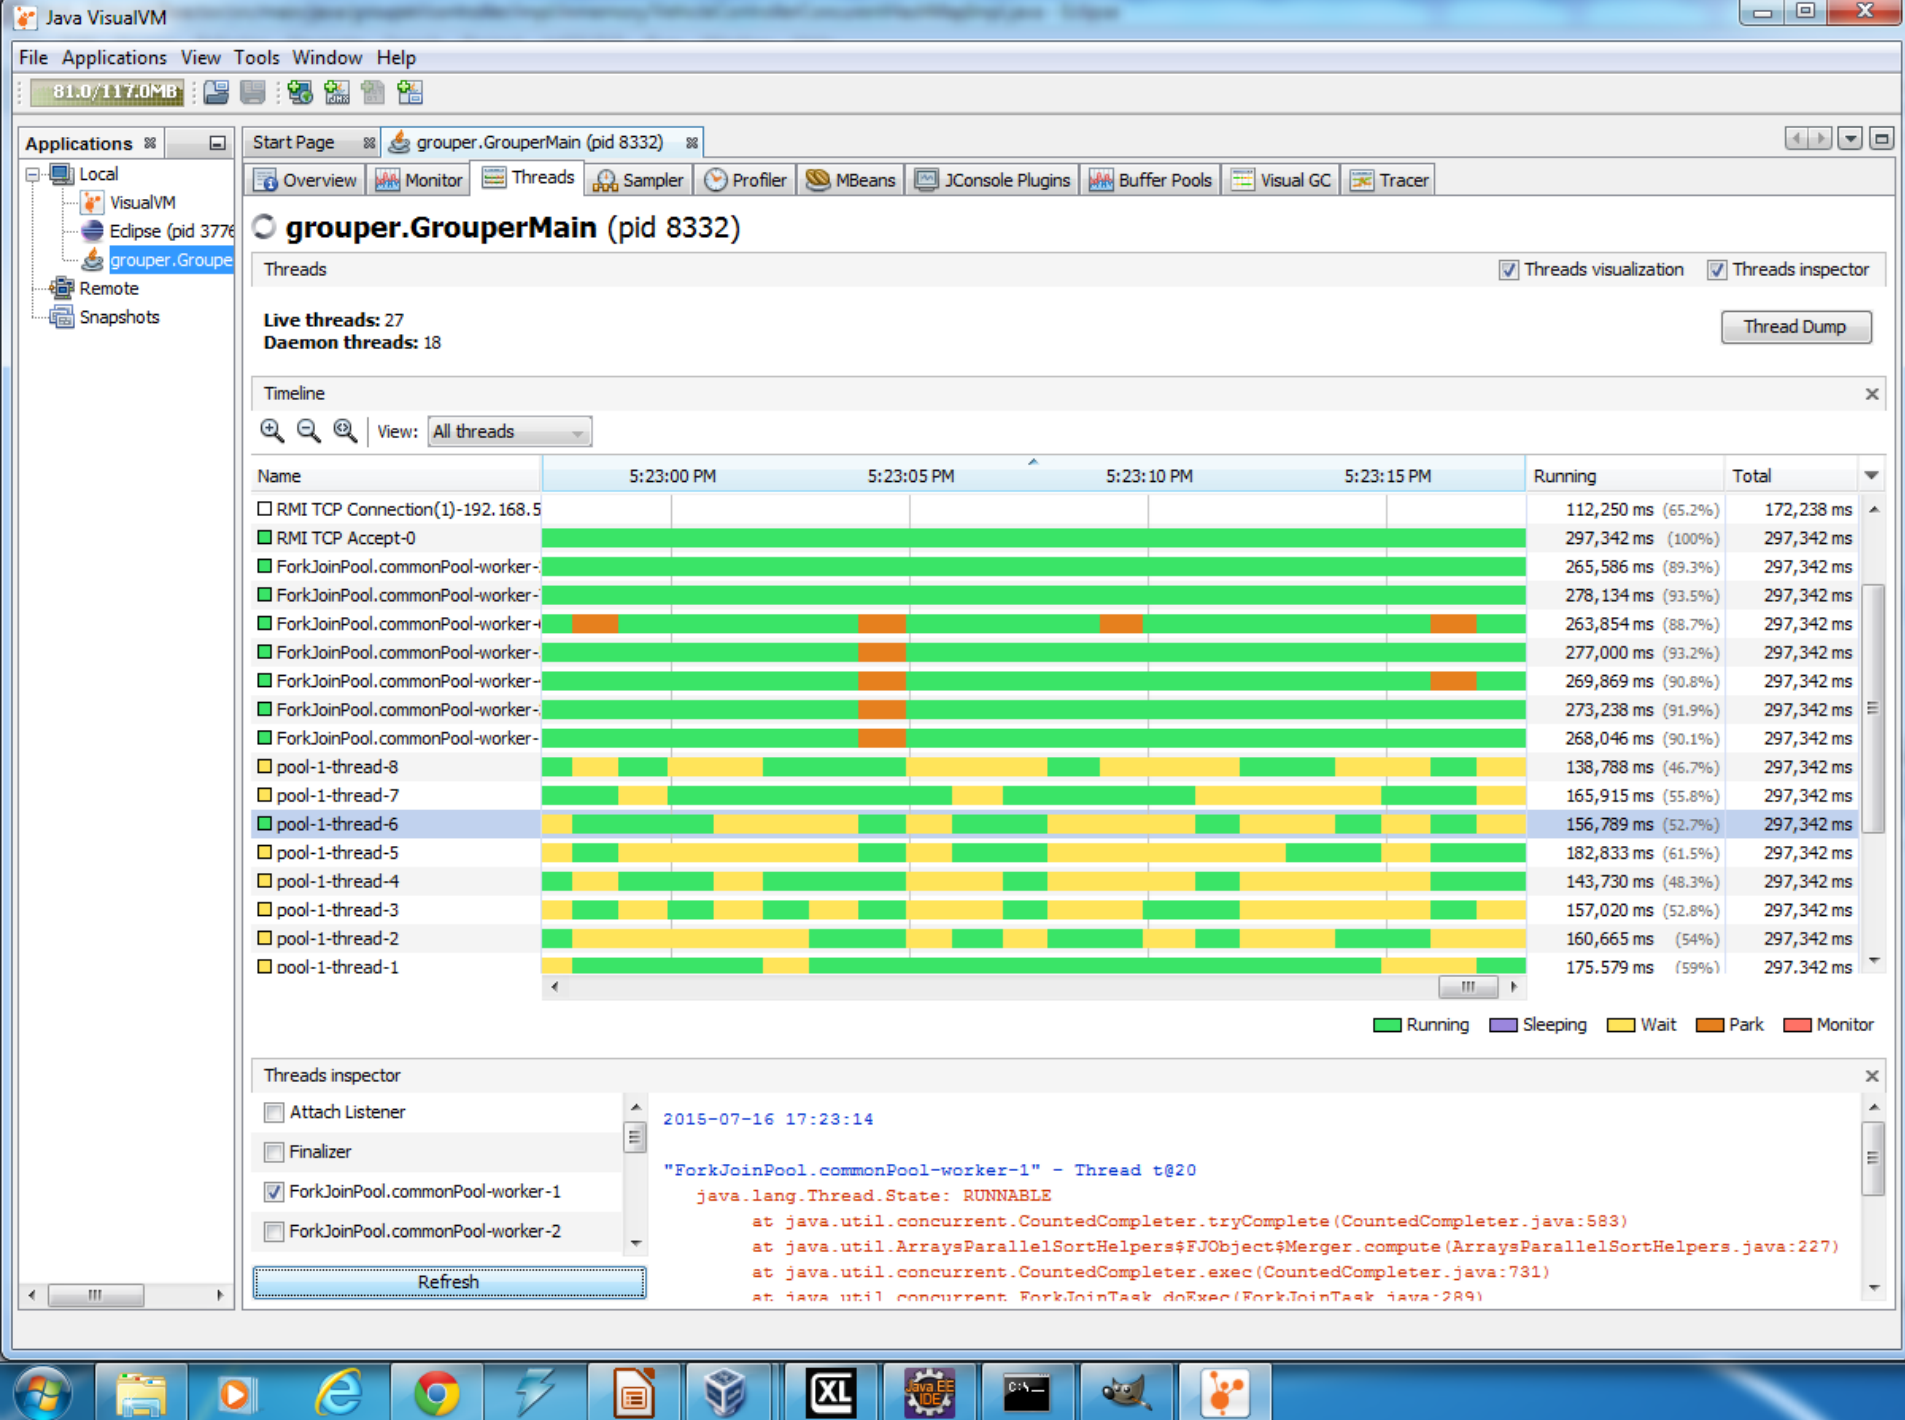 Java VisualVM
File Applications View Tools Window Help
81.0/117.0MB
Applications
Local
VisualVM
Eclipse (pid 3776
grouper.Groupe
Remote
Snapshots
Start Page grouper.GrouperMain (pid 8332)
Overview Monitor Threads Sampler Profiler MBeans JConsole Plugins Buffer Pools Visual GC Tracer
grouper.GrouperMain (pid 8332)
Threads Threads visualization Threads inspector
Live threads: 27
Daemon threads: 18
Thread Dump
Timeline
View: All threads
Name 5:23:00 PM 5:23:05 PM 5:23:10 PM 5:23:15 PM Running Total
RMI TCP Connection(1)-192.168.5 112,250 ms (65.2%) 172,238 ms
RMI TCP Accept-0 297,342 ms (100%) 297,342 ms
ForkJoinPool.commonPool-worker- 265,586 ms (89.3%) 297,342 ms
ForkJoinPool.commonPool-worker- 278,134 ms (93.5%) 297,342 ms
ForkJoinPool.commonPool-worker- 263,854 ms (88.7%) 297,342 ms
ForkJoinPool.commonPool-worker- 277,000 ms (93.2%) 297,342 ms
ForkJoinPool.commonPool-worker- 269,869 ms (90.8%) 297,342 ms
ForkJoinPool.commonPool-worker- 273,238 ms (91.9%) 297,342 ms
ForkJoinPool.commonPool-worker- 268,046 ms (90.1%) 297,342 ms
pool-1-thread-8 138,788 ms (46.7%) 297,342 ms
pool-1-thread-7 165,915 ms (55.8%) 297,342 ms
pool-1-thread-6 156,789 ms (52.7%) 297,342 ms
pool-1-thread-5 182,833 ms (61.5%) 297,342 ms
pool-1-thread-4 143,730 ms (48.3%) 297,342 ms
pool-1-thread-3 157,020 ms (52.8%) 297,342 ms
pool-1-thread-2 160,665 ms (54%) 297,342 ms
pool-1-thread-1 175,579 ms (59%) 297,342 ms
Running Sleeping Wait Park Monitor
Threads inspector
Attach Listener
Finalizer
ForkJoinPool.commonPool-worker-1
ForkJoinPool.commonPool-worker-2
Refresh
2015-07-16 17:23:14
"ForkJoinPool.commonPool-worker-1" - Thread t@20
java.lang.Thread.State: RUNNABLE
at java.util.concurrent.CountedCompleter.tryComplete(CountedCompleter.java:583)
at java.util.ArraysParallelSortHelpers$FJObject$Merger.compute(ArraysParallelSortHelpers.java:227)
at java.util.concurrent.CountedCompleter.exec(CountedCompleter.java:731)
at java.util.concurrent.ForkJoinTask.doExec(ForkJoinTask.java:289)
XL
Java EE
IDE
C:\_